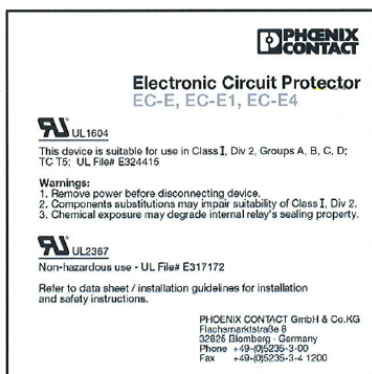 PHŒNIX
CONTACT
Electronic Circuit Protector
EC-E, EC-E1, EC-E4
UL1604
This device is suitable for use in Class I, Div 2, Groups A, B, C, D;
TC T5; UL File# E324415
Warnings:
1. Remove power before disconnecting device.
2. Components substitutions may impair suitability of Class I, Div 2.
3. Chemical exposure may degrade internal relay's sealing property.
UL2367
Non-hazardous use - UL File# E317172
Refer to data sheet / installation guidelines for installation
and safety instructions.
PHOENIX CONTACT GmbH & Co.KG
Flachsmarktstraße 8
32825 Blomberg - Germany
Phone +49-(0)5235-3-00
Fax +49-(0)5235-3-4 1200